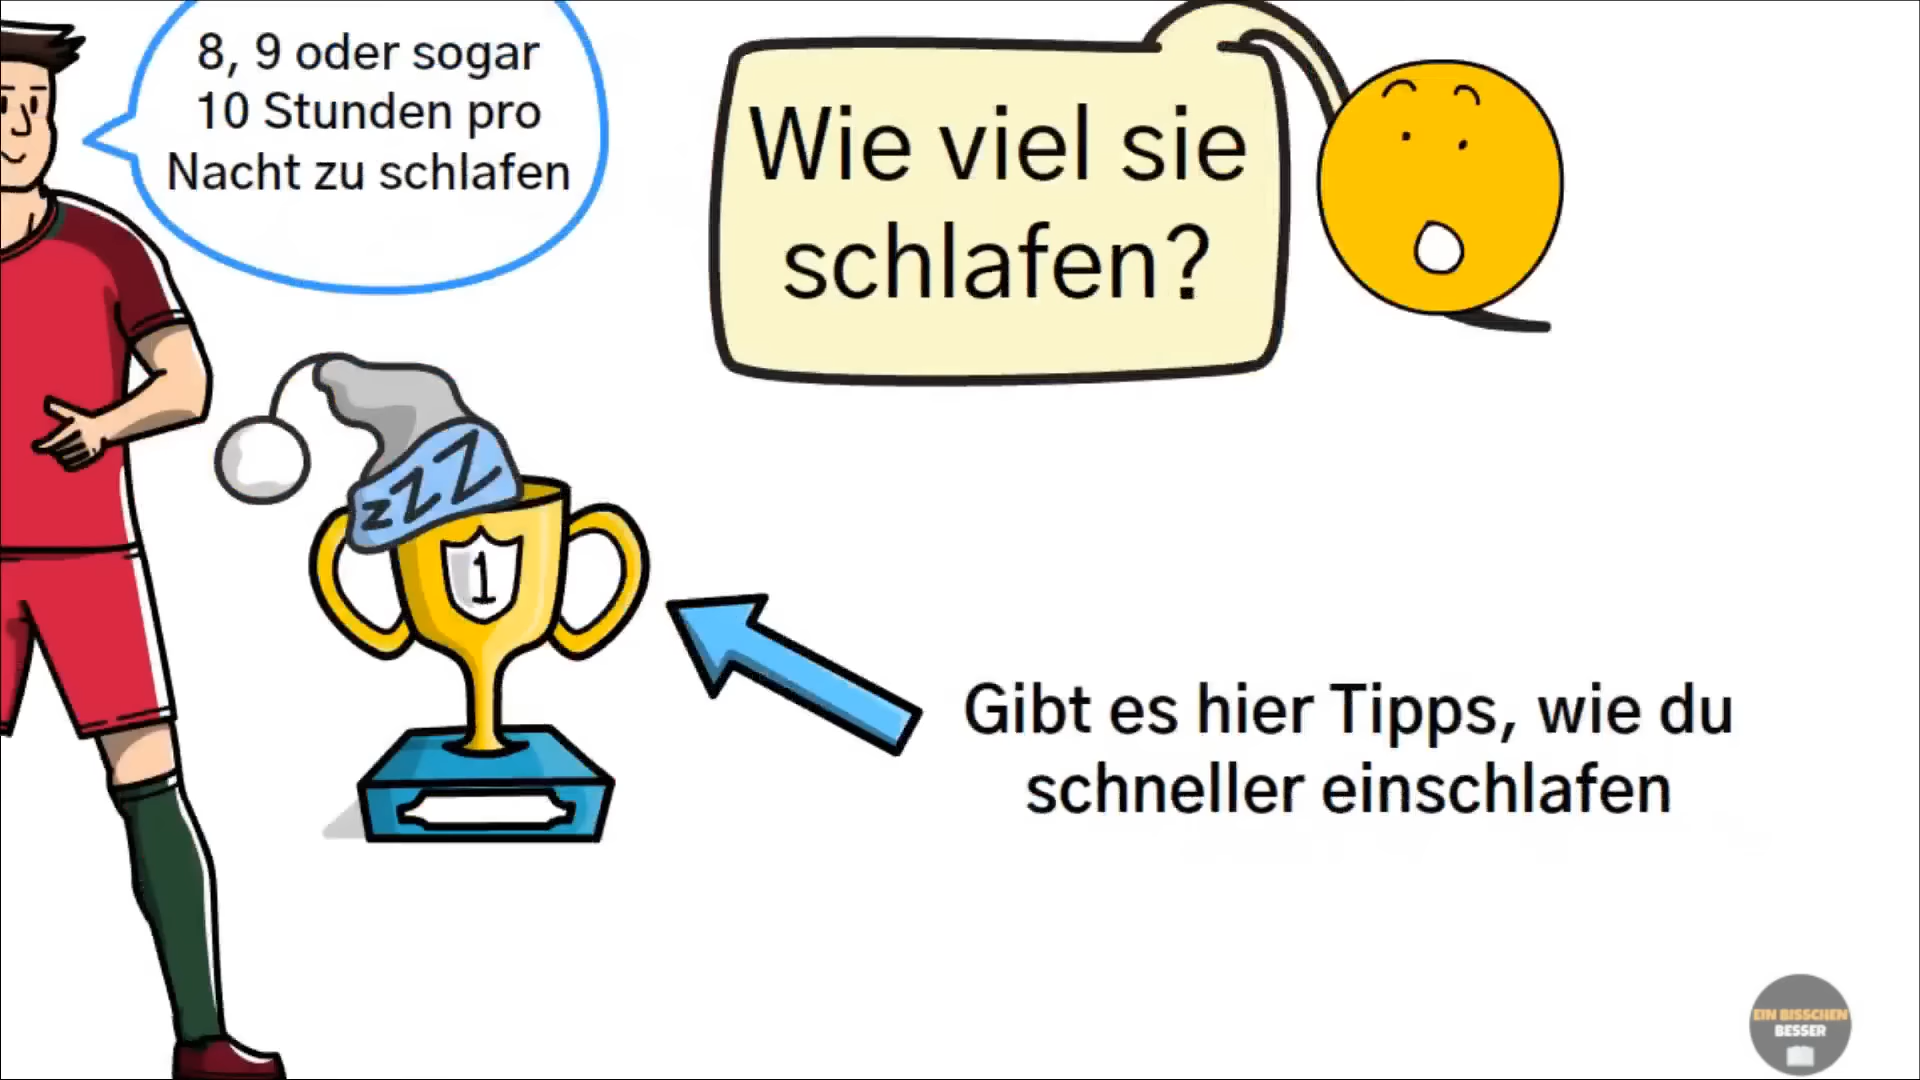 8, 9 oder sogar
10 Stunden pro
Nacht zu schlafen
Wie viel sie
schlafen?
zZZ
1
Gibt es hier Tipps, wie du
schneller einschlafen
EIN BISSCHEN
BESSER